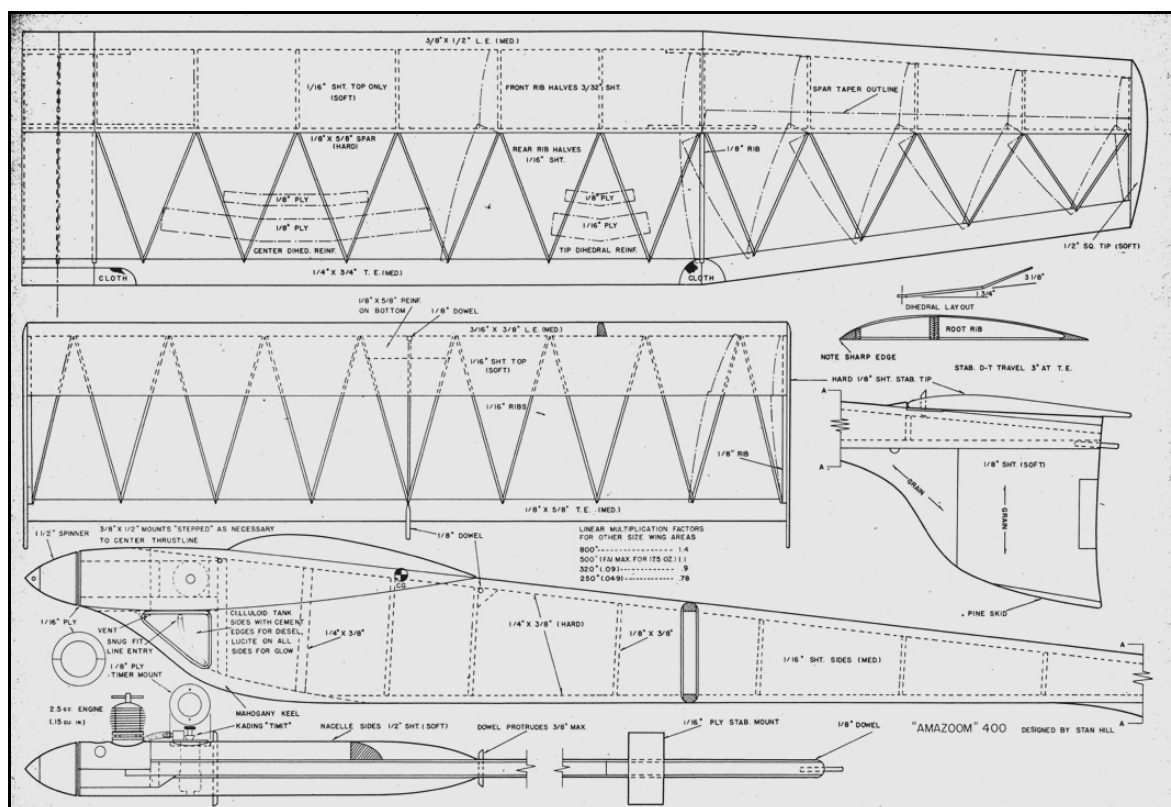 3/8" X 1/2" L.E. (MED.)
1/16" SHT. TOP ONLY
(SOFT)
FRONT RIB HALVES 3/32" SHT.
SPAR TAPER OUTLINE
1/8" X 5/8" SPAR
(HARD)
REAR RIB HALVES
1/16" SHT.
1/8" RIB
1/8" PLY
1/8" PLY
1/8" PLY
1/16" PLY
CENTER DIHED. REINF.
TIP DIHEDRAL REINF.
1/2" SQ. TIP (SOFT)
CLOTH
1/4" X 3/4" T.E. (MED.)
CLOTH
3 1/8"
1 3/4"
DIHEDRAL LAYOUT
1/8" X 5/8" REINF.
ON BOTTOM
1/8" DOWEL
3/16" X 3/8" L.E. (MED.)
ROOT RIB
NOTE SHARP EDGE
1/16" SHT. TOP
(SOFT)
STAB. D-T TRAVEL 3" AT T.E.
HARD 1/8" SHT. STAB. TIP
A
1/16" RIBS
1/8" RIB
A
1/8" SHT. (SOFT)
GRAIN
GRAIN
1/8" X 5/8" T.E. (MED.)
1 1/2" SPINNER
3/8" X 1/2" MOUNTS "STEPPED" AS NECESSARY
TO CENTER THRUSTLINE
1/8" DOWEL
LINEAR MULTIPLICATION FACTORS
FOR OTHER SIZE WING AREAS
800"--------------- 1.4
500" (FAI MAX. FOR 17.5 OZ.) 1.1
320" (.09)---------- .9
250" (.049)-------- .78
CG
PINE SKID
1/16" PLY
VENT
SNUG FIT
LINE ENTRY
CELLULOID TANK
SIDES WITH CEMENT
EDGES FOR DIESEL,
LUCITE ON ALL
SIDES FOR GLOW
1/4" X 3/8"
1/4" X 3/8" (HARD)
1/8" X 3/8"
1/16" SHT. SIDES (MED.)
A
1/8" PLY
TIMER MOUNT
MAHOGANY KEEL
2.5 cc ENGINE
(.15 CU. IN.)
KADING "TIMIT"
NACELLE SIDES 1/2" SHT. (SOFT)
DOWEL PROTRUDES 3/8" MAX.
1/16" PLY STAB. MOUNT
1/8" DOWEL
A
"AMAZOOM" 400 DESIGNED BY STAN HILL